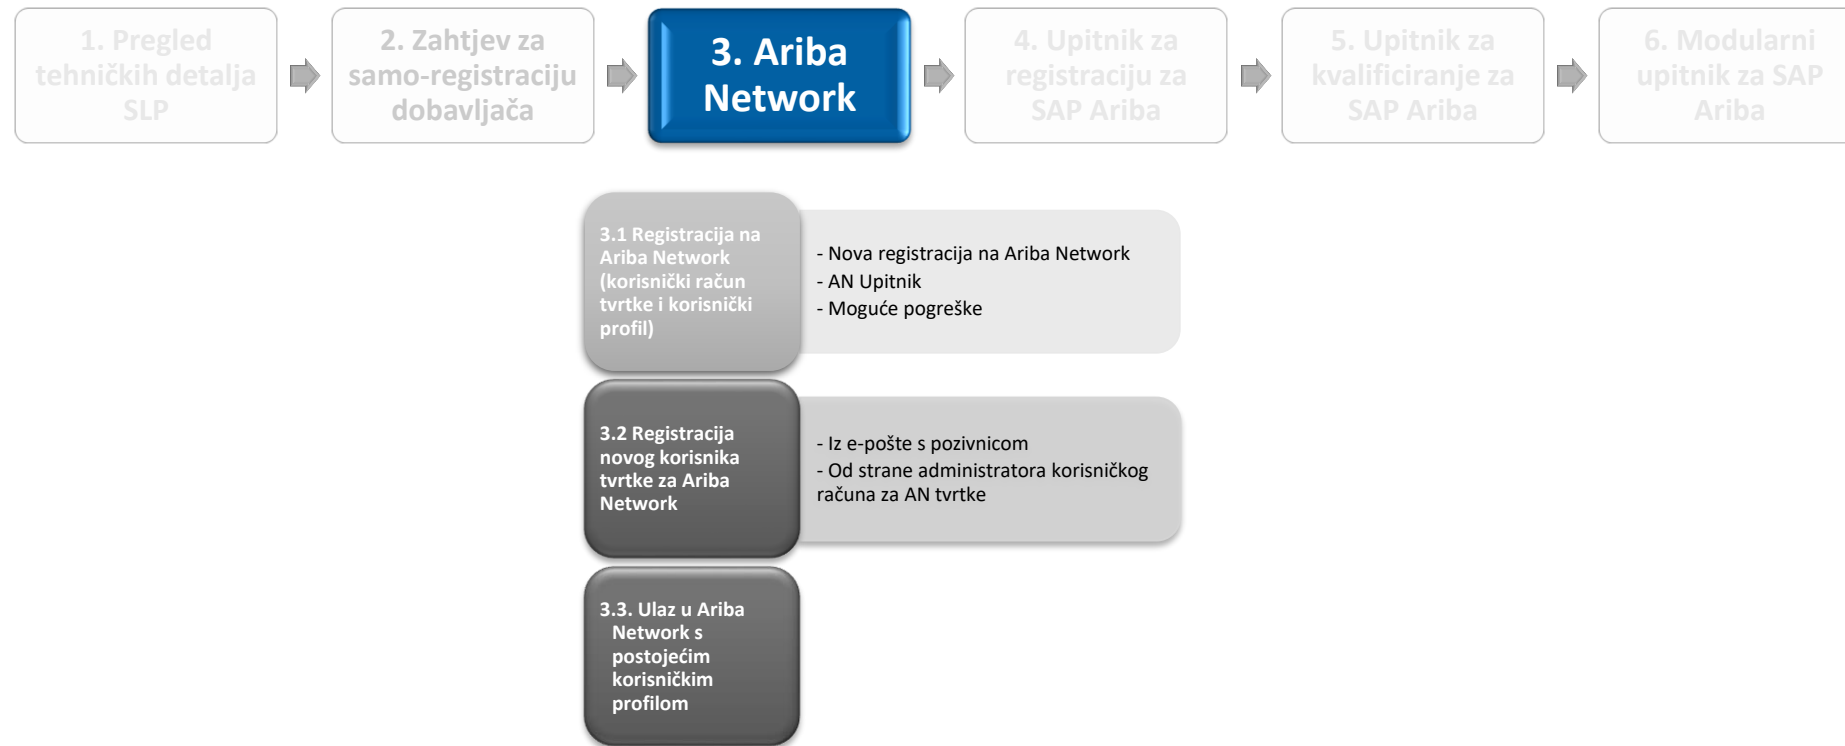 1. Pregled
tehničkih detalja
SLP
2. Zahtjev za
samo-registraciju
dobavljača
3. Ariba
Network
4. Upitnik za
registraciju za
SAP Ariba
5. Upitnik za
kvalificiranje za
SAP Ariba
6. Modularni
upitnik za SAP
Ariba
3.1 Registracija na
Ariba Network
(korisnički račun
tvrtke i korisnički
profil)
- Nova registracija na Ariba Network
- AN Upitnik
- Moguće pogreške
3.2 Registracija
novog korisnika
tvrtke za Ariba
Network
- Iz e-pošte s pozivnicom
- Od strane administratora korisničkog
računa za AN tvrtke
3.3. Ulaz u Ariba
Network s
postojećim
korisničkim
profilom